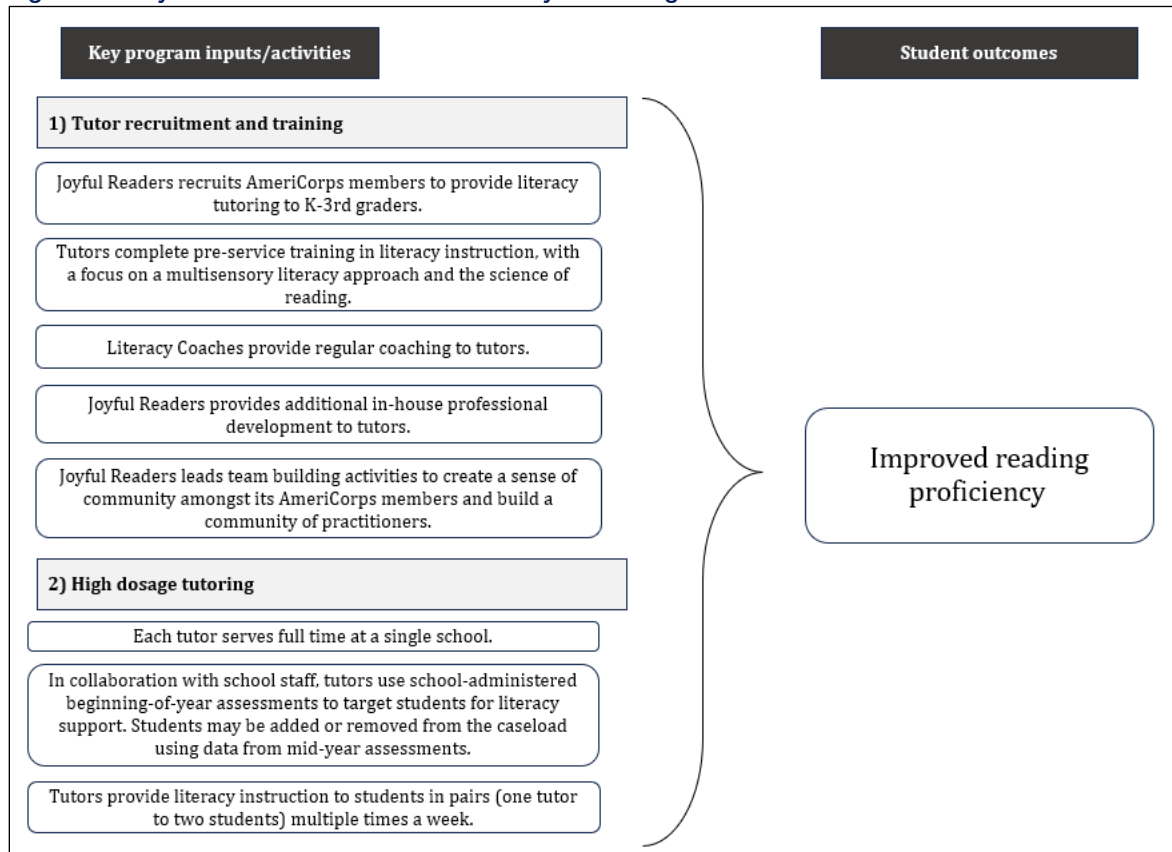 Key program inputs/activities
Student outcomes
1) Tutor recruitment and training
Joyful Readers recruits AmeriCorps members to provide literacy
tutoring to K-3rd graders.
Tutors complete pre-service training in literacy instruction, with
a focus on a multisensory literacy approach and the science of
reading.
Literacy Coaches provide regular coaching to tutors.
Joyful Readers provides additional in-house professional
development to tutors.
Joyful Readers leads team building activities to create a sense of
community amongst its AmeriCorps members and build a
community of practitioners.
2) High dosage tutoring
Each tutor serves full time at a single school.
In collaboration with school staff, tutors use school-administered
beginning-of-year assessments to target students for literacy
support. Students may be added or removed from the caseload
using data from mid-year assessments.
Tutors provide literacy instruction to students in pairs (one tutor
to two students) multiple times a week.
Improved reading
proficiency